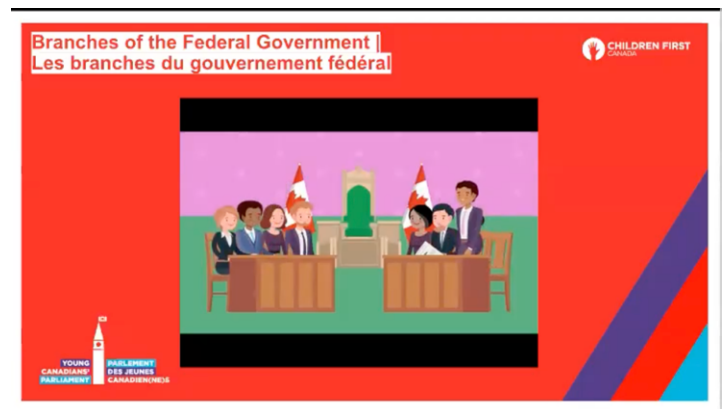 Branches of the Federal Government |
Les branches du gouvernement fédéral
CHILDREN FIRST
CANADA
YOUNG
CANADIANS'
PARLIAMENT
PARLEMENT
DES JEUNES
CANADIEN(NE)S